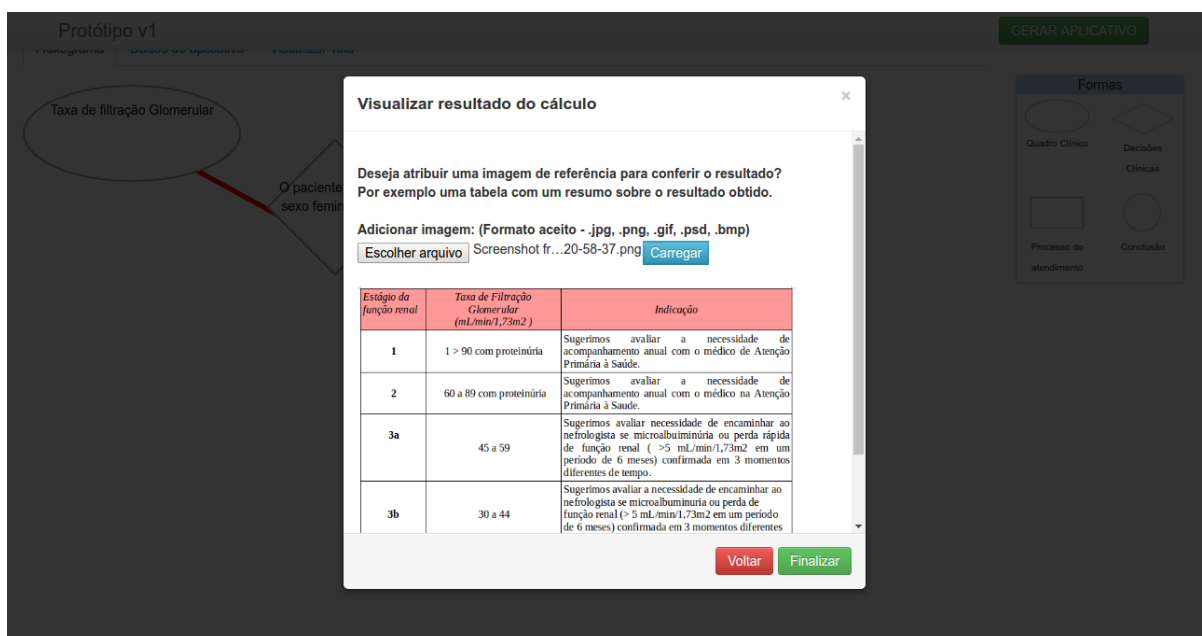 Protótipo v1
GERAR APLICATIVO
Fluxograma Dados do aplicativo Visualizar Tela
Taxa de filtração Glomerular
O paciente
sexo femin
Formas
Quadro Clínico
Decisões
Clínicas
Processo do
atendimento
Conclusão
Visualizar resultado do cálculo
×
Deseja atribuir uma imagem de referência para conferir o resultado?
Por exemplo uma tabela com um resumo sobre o resultado obtido.
Adicionar imagem: (Formato aceito - .jpg, .png, .gif, .psd, .bmp)
Escolher arquivo Screenshot fr…20-58-37.png Carregar
Estágio da
função renal
Taxa de Filtração
Glomerular
(mL/min/1,73m2 )
Indicação
1
1 > 90 com proteinúria
Sugerimos avaliar a necessidade de
acompanhamento anual com o médico de Atenção
Primária à Saúde.
2
60 a 89 com proteinúria
Sugerimos avaliar a necessidade de
acompanhamento anual com o médico na Atenção
Primária à Saude.
3a
45 a 59
Sugerimos avaliar necessidade de encaminhar ao
nefrologista se microalbuiminúria ou perda rápida
de função renal ( >5 mL/min/1,73m2 em um
período de 6 meses) confirmada em 3 momentos
diferentes de tempo.
3b
30 a 44
Sugerimos avaliar a necessidade de encaminhar ao
nefrologista se microalbuminuria ou perda de
função renal (> 5 mL/min/1,73m2 em um período
de 6 meses) confirmada em 3 momentos diferentes
Voltar
Finalizar